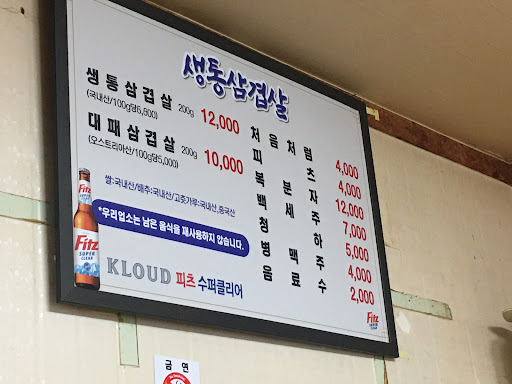 생통삼겹살
생통삼겹살 200g 12,000
(국내산/100g당6,000)
대패삼겹살 200g 10,000
(오스트리아산/100g당5,000)
처음처럼 4,000
피츠 4,000
복분자 12,000
백세주 7,000
청하 5,000
병맥주 4,000
음료수 2,000
쌀:국내산/배추:국내산/고춧가루:국내산,중국산
*우리업소는 남은 음식을 재사용하지 않습니다.
Fitz
SUPER
CLEAR
KLOUD 피츠 수퍼클리어
Fitz
금연